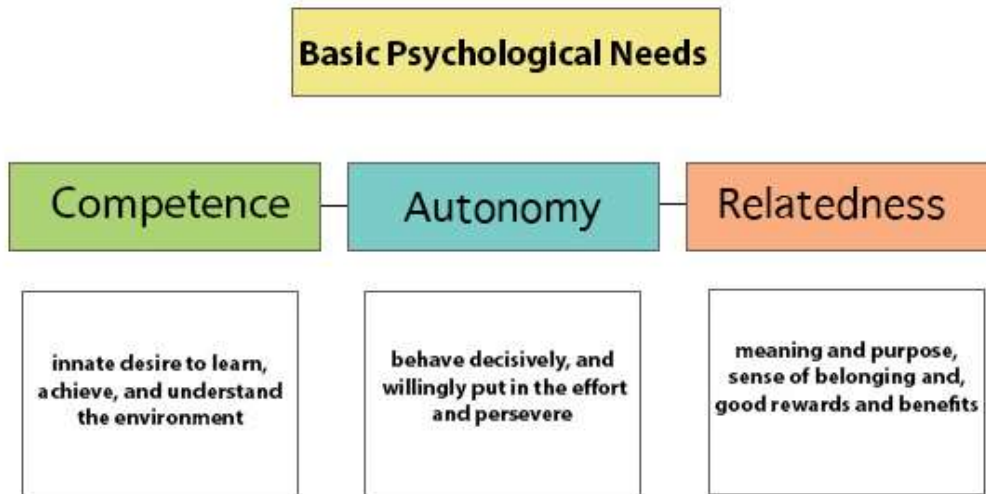 Basic Psychological Needs
Competence
Autonomy
Relatedness
innate desire to learn,
achieve, and understand
the environment
behave decisively, and
willingly put in the effort
and persevere
meaning and purpose,
sense of belonging and,
good rewards and benefits